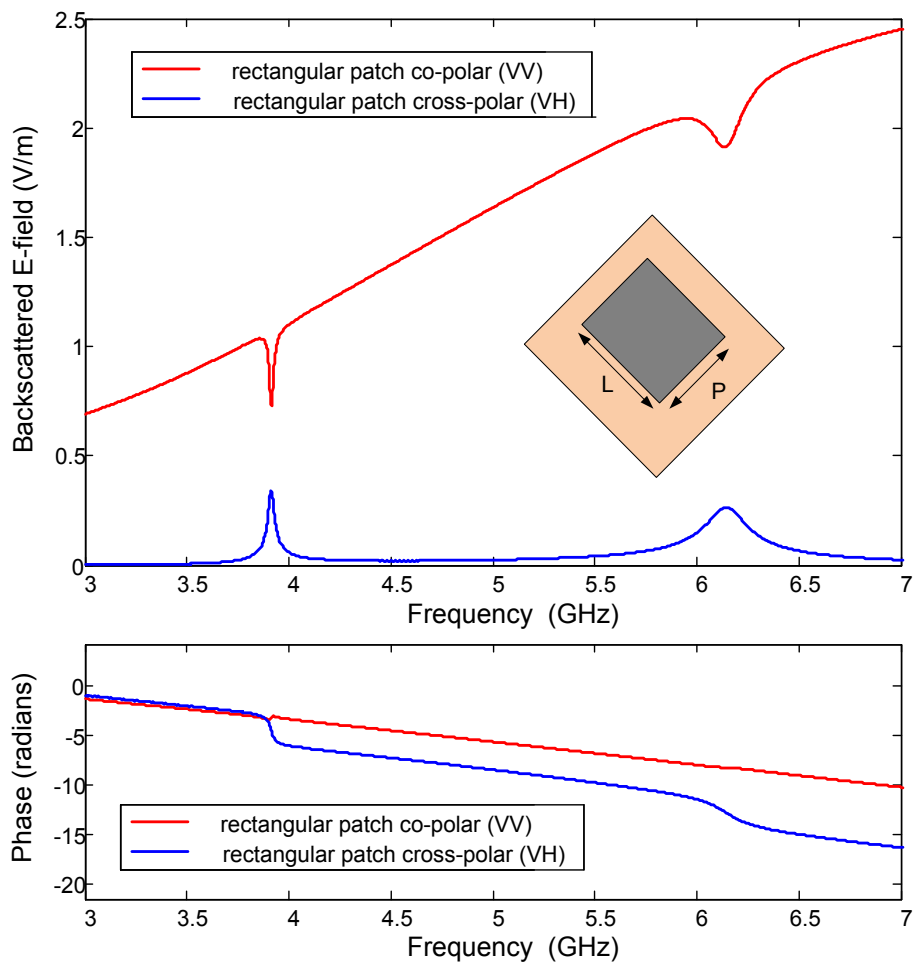 2.5
2
1.5
1
0.5
0
Backscattered E-field (V/m)
rectangular patch co-polar (VV)
rectangular patch cross-polar (VH)
L
P
3 3.5 4 4.5 5 5.5 6 6.5 7
Frequency (GHz)
0
-5
-10
-15
-20
Phase (radians)
rectangular patch co-polar (VV)
rectangular patch cross-polar (VH)
3 3.5 4 4.5 5 5.5 6 6.5 7
Frequency (GHz)